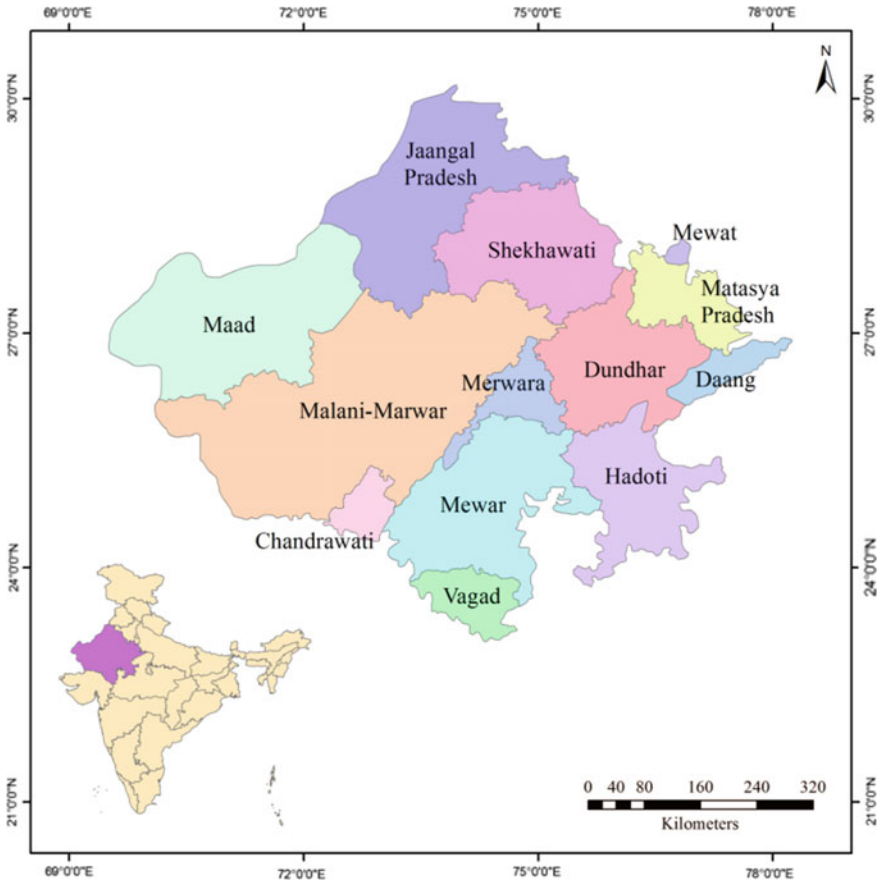 69°0'0"E 72°0'0"E 75°0'0"E 78°0'0"E
N
30°0'0"N 30°0'0"N
Jaangal
Pradesh
Mewat
Shekhawati
Matasya
Pradesh
Maad
27°0'0"N 27°0'0"N
Dundhar
Daang
Merwara
Malani-Marwar
Hadoti
Mewar
Chandrawati
24°0'0"N 24°0'0"N
Vagad
0 40 80 160 240 320
21°0'0"N 21°0'0"N
Kilometers
69°0'0"E 72°0'0"E 75°0'0"E 78°0'0"E